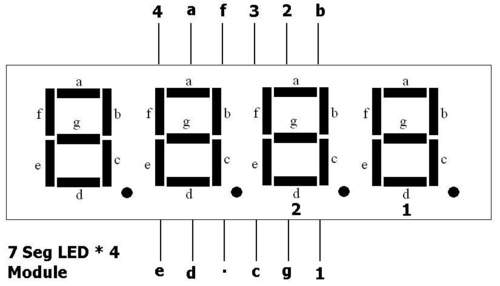 4 a f 3 2 b
a a a a
f b f b f b f b
g g g g
e c e c e c e c
d d d d
2 1
e d . c g 1
7 Seg LED * 4
Module